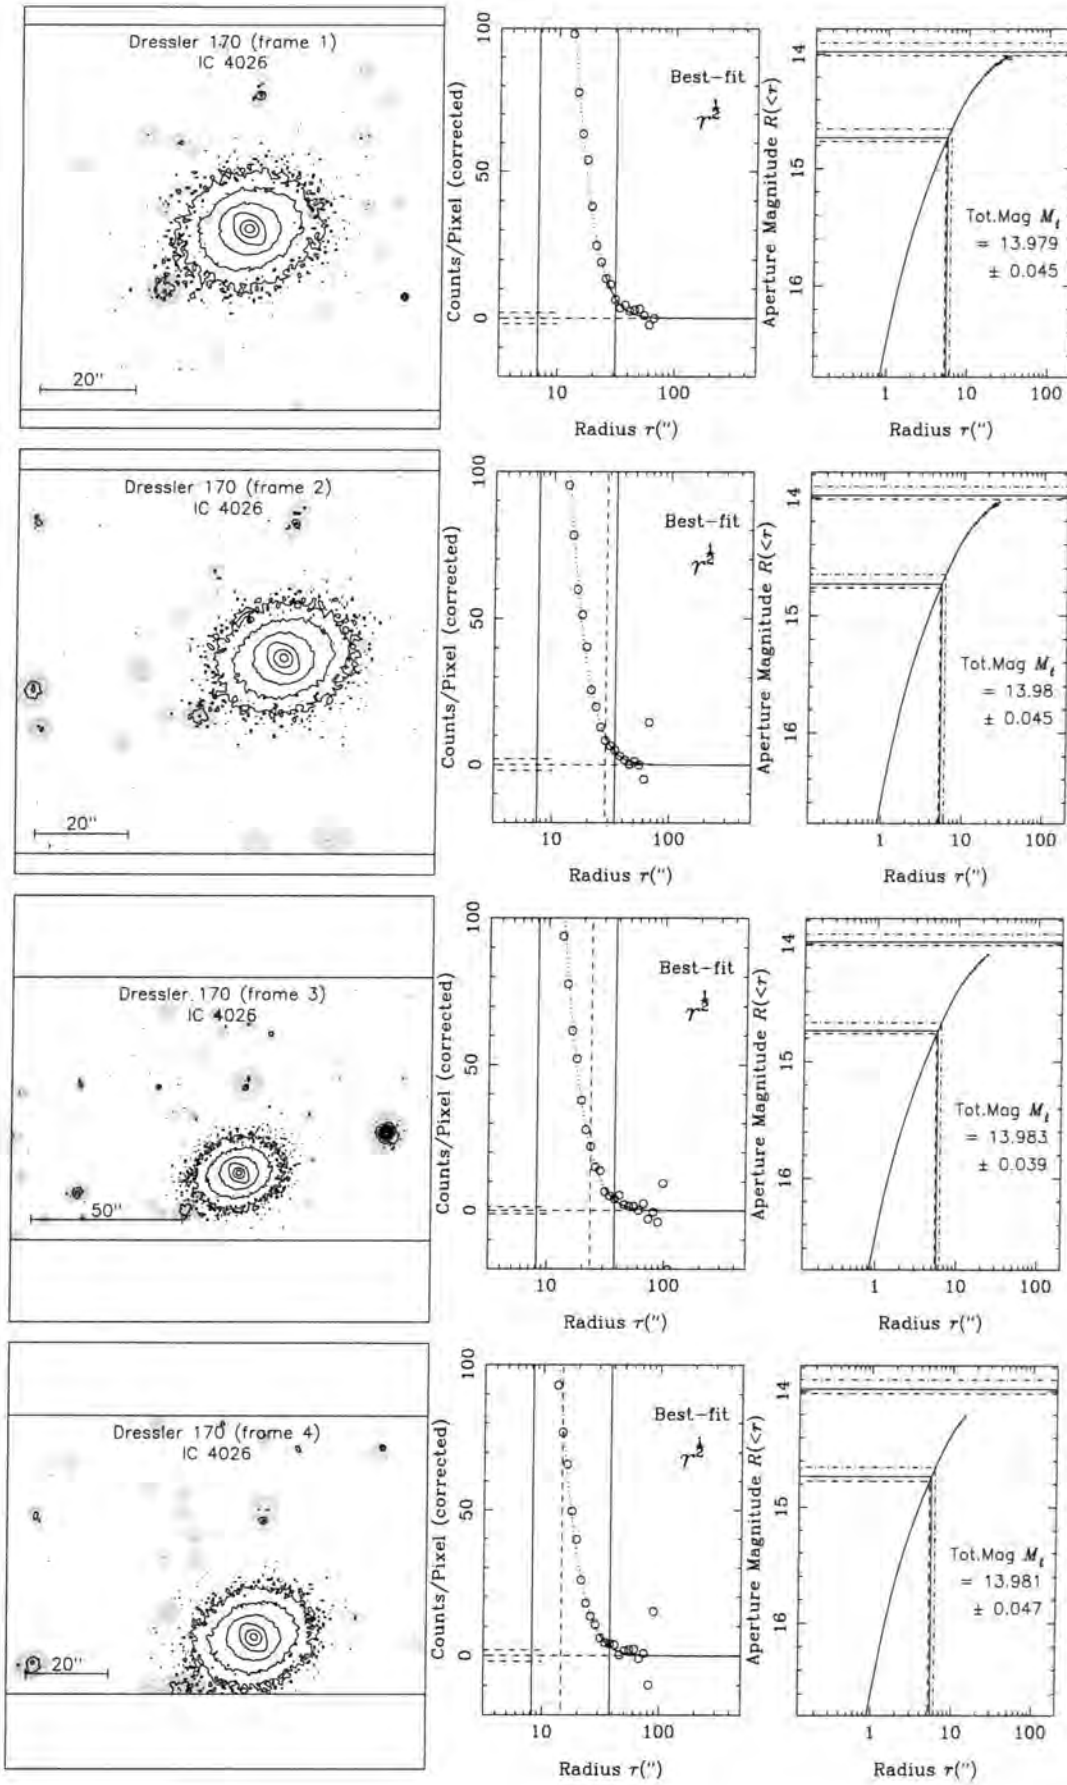 Dressler 170 (frame 1)
IC 4026
20"
Counts/Pixel (corrected)
100
50
0
Best-fit
r^{1/2}
10 100
Radius r(")
Aperture Magnitude R(<r)
14
15
16
Tot.Mag M_t
= 13.979
± 0.045
1 10 100
Radius r(")
Dressler 170 (frame 2)
IC 4026
20"
Counts/Pixel (corrected)
100
50
0
Best-fit
r^{1/2}
10 100
Radius r(")
Aperture Magnitude R(<r)
14
15
16
Tot.Mag M_t
= 13.98
± 0.045
1 10 100
Radius r(")
Dressler 170 (frame 3)
IC 4026
50"
Counts/Pixel (corrected)
100
50
0
Best-fit
r^{1/2}
10 100
Radius r(")
Aperture Magnitude R(<r)
14
15
16
Tot.Mag M_t
= 13.983
± 0.039
1 10 100
Radius r(")
Dressler 170 (frame 4)
IC 4026
20"
Counts/Pixel (corrected)
100
50
0
Best-fit
r^{1/2}
10 100
Radius r(")
Aperture Magnitude R(<r)
14
15
16
Tot.Mag M_t
= 13.981
± 0.047
1 10 100
Radius r(")